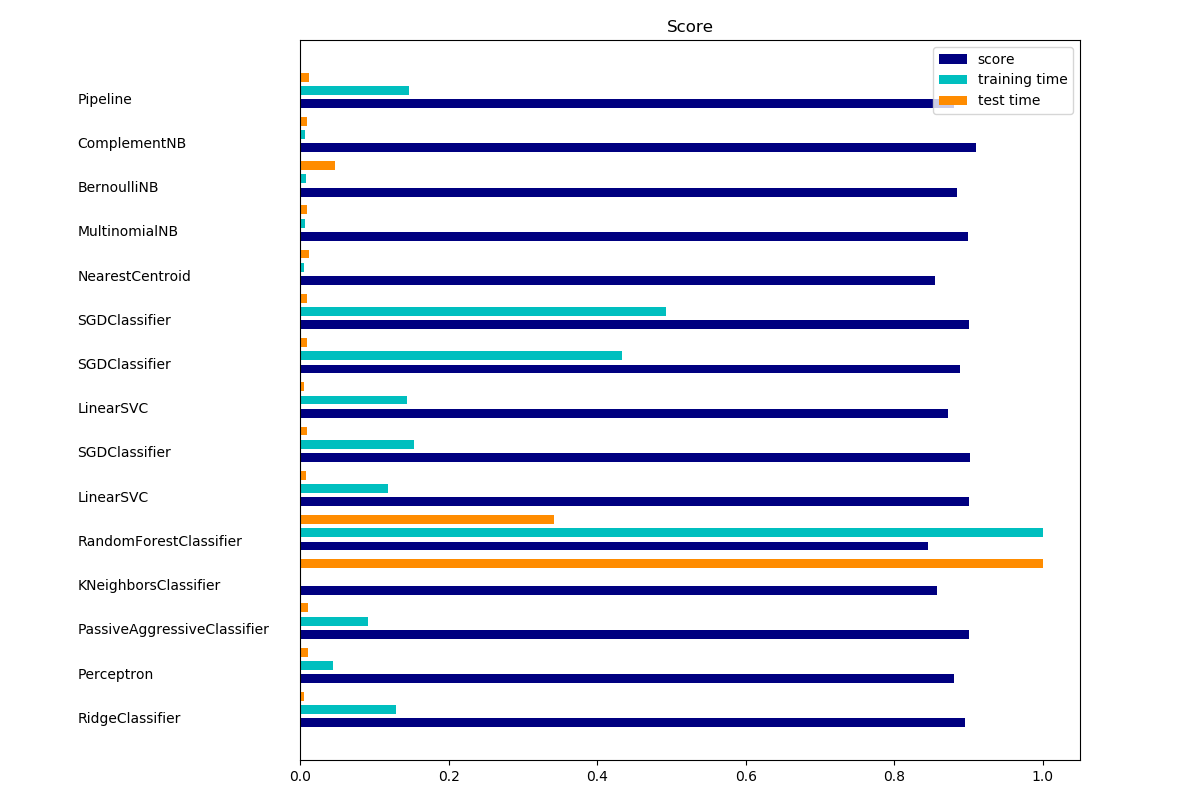 Score
score
training time
test time
Pipeline
ComplementNB
BernoulliNB
MultinomialNB
NearestCentroid
SGDClassifier
SGDClassifier
LinearSVC
SGDClassifier
LinearSVC
RandomForestClassifier
KNeighborsClassifier
PassiveAggressiveClassifier
Perceptron
RidgeClassifier
0.0 0.2 0.4 0.6 0.8 1.0